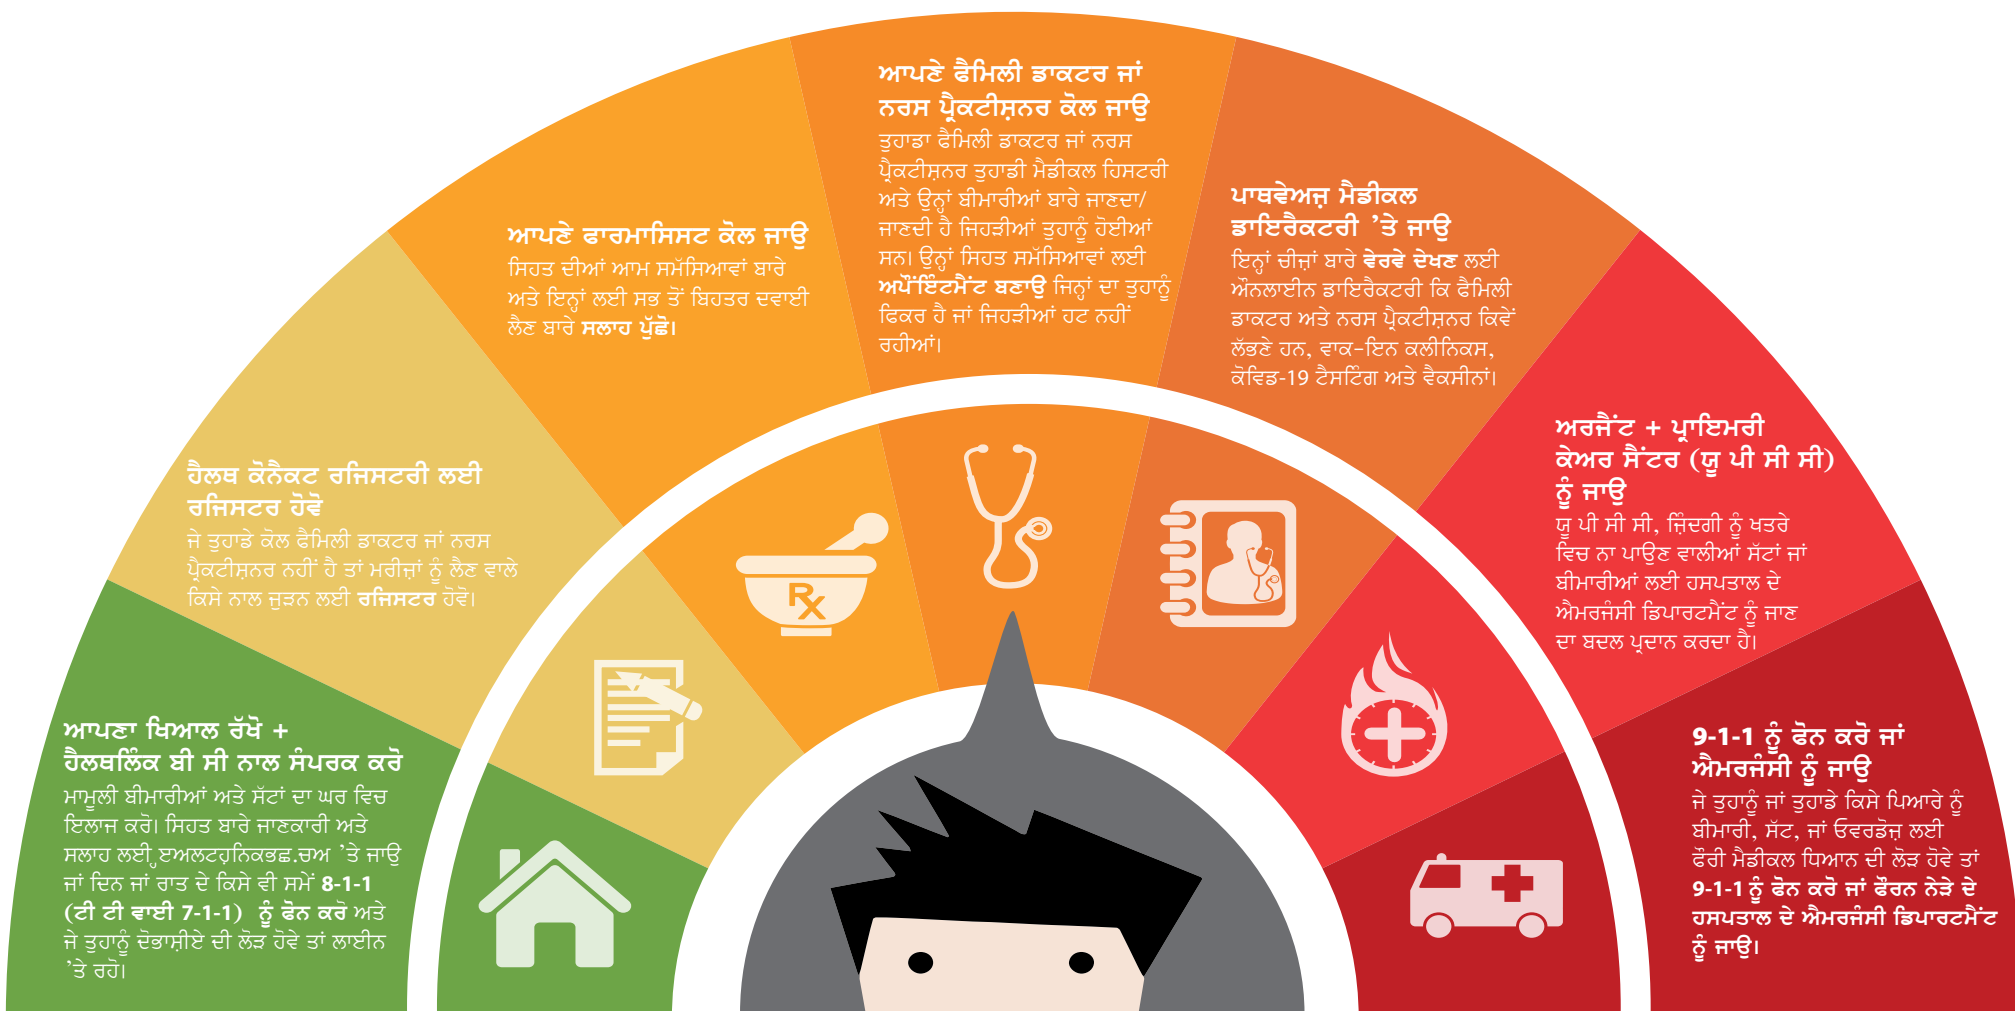 ਆਪਣਾ ਖਿਆਲ ਰੱਖੋ +
ਹੈਲਥਲਿੰਕ ਬੀ ਸੀ ਨਾਲ ਸੰਪਰਕ ਕਰੋ
ਮਾਮੂਲੀ ਬੀਮਾਰੀਆਂ ਅਤੇ ਸੱਟਾਂ ਦਾ ਘਰ ਵਿਚ
ਇਲਾਜ ਕਰੋ। ਸਿਹਤ ਬਾਰੇ ਜਾਣਕਾਰੀ ਅਤੇ
ਸਲਾਹ ਲਈ ੍ਹੲਅਲਟਹ਼ਨਿਕਭਛ.ਚਅ 'ਤੇ ਜਾਉ
ਜਾਂ ਦਿਨ ਜਾਂ ਰਾਤ ਦੇ ਕਿਸੇ ਵੀ ਸਮੇਂ 8-1-1
(ਟੀ ਟੀ ਵਾਈ 7-1-1) ਨੂੰ ਫੋਨ ਕਰੋ ਅਤੇ
ਜੇ ਤੁਹਾਨੂੰ ਦੋਭਾਸ਼ੀਏ ਦੀ ਲੋੜ ਹੋਵੇ ਤਾਂ ਲਾਈਨ
'ਤੇ ਰਹੋ।
ਹੈਲਥ ਕੋਨੈਕਟ ਰਜਿਸਟਰੀ ਲਈ
ਰਜਿਸਟਰ ਹੋਵੋ
ਜੇ ਤੁਹਾਡੇ ਕੋਲ ਫੈਮਿਲੀ ਡਾਕਟਰ ਜਾਂ ਨਰਸ
ਪ੍ਰੈਕਟੀਸ਼ਨਰ ਨਹੀਂ ਹੈ ਤਾਂ ਮਰੀਜ਼ਾਂ ਨੂੰ ਲੈਣ ਵਾਲੇ
ਕਿਸੇ ਨਾਲ ਜੁੜਨ ਲਈ ਰਜਿਸਟਰ ਹੋਵੋ।
ਆਪਣੇ ਫਾਰਮਾਸਿਸਟ ਕੋਲ ਜਾਉ
ਸਿਹਤ ਦੀਆਂ ਆਮ ਸਮੱਸਿਆਵਾਂ ਬਾਰੇ
ਅਤੇ ਇਨ੍ਹਾਂ ਲਈ ਸਭ ਤੋਂ ਬਿਹਤਰ ਦਵਾਈ
ਲੈਣ ਬਾਰੇ ਸਲਾਹ ਪੁੱਛੋ।
ਆਪਣੇ ਫੈਮਿਲੀ ਡਾਕਟਰ ਜਾਂ
ਨਰਸ ਪ੍ਰੈਕਟੀਸ਼ਨਰ ਕੋਲ ਜਾਉ
ਤੁਹਾਡਾ ਫੈਮਿਲੀ ਡਾਕਟਰ ਜਾਂ ਨਰਸ
ਪ੍ਰੈਕਟੀਸ਼ਨਰ ਤੁਹਾਡੀ ਮੈਡੀਕਲ ਹਿਸਟਰੀ
ਅਤੇ ਉਨ੍ਹਾਂ ਬੀਮਾਰੀਆਂ ਬਾਰੇ ਜਾਣਦਾ/
ਜਾਣਦੀ ਹੈ ਜਿਹੜੀਆਂ ਤੁਹਾਨੂੰ ਹੋਈਆਂ
ਸਨ। ਉਨ੍ਹਾਂ ਸਿਹਤ ਸਮੱਸਿਆਵਾਂ ਲਈ
ਅਪੌਂਇੰਟਮੈਂਟ ਬਣਾਉ ਜਿਨ੍ਹਾਂ ਦਾ ਤੁਹਾਨੂੰ
ਫਿਕਰ ਹੈ ਜਾਂ ਜਿਹੜੀਆਂ ਹਟ ਨਹੀਂ
ਰਹੀਆਂ।
ਪਾਥਵੇਅਜ਼ ਮੈਡੀਕਲ
ਡਾਇਰੈਕਟਰੀ 'ਤੇ ਜਾਉ
ਇਨ੍ਹਾਂ ਚੀਜ਼ਾਂ ਬਾਰੇ ਵੇਰਵੇ ਦੇਖਣ ਲਈ
ਔਨਲਾਈਨ ਡਾਇਰੈਕਟਰੀ ਕਿ ਫੈਮਿਲੀ
ਡਾਕਟਰ ਅਤੇ ਨਰਸ ਪ੍ਰੈਕਟੀਸ਼ਨਰ ਕਿਵੇਂ
ਲੱਭਣੇ ਹਨ, ਵਾਕ-ਇਨ ਕਲੀਨਿਕਸ,
ਕੋਵਿਡ-19 ਟੈਸਟਿੰਗ ਅਤੇ ਵੈਕਸੀਨਾਂ।
ਅਰਜੈਂਟ + ਪ੍ਰਾਇਮਰੀ
ਕੇਅਰ ਸੈਂਟਰ (ਯੂ ਪੀ ਸੀ ਸੀ)
ਨੂੰ ਜਾਉ
ਯੂ ਪੀ ਸੀ ਸੀ, ਜ਼ਿੰਦਗੀ ਨੂੰ ਖਤਰੇ
ਵਿਚ ਨਾ ਪਾਉਣ ਵਾਲੀਆਂ ਸੱਟਾਂ ਜਾਂ
ਬੀਮਾਰੀਆਂ ਲਈ ਹਸਪਤਾਲ ਦੇ
ਐਮਰਜੰਸੀ ਡਿਪਾਰਟਮੈਂਟ ਨੂੰ ਜਾਣ
ਦਾ ਬਦਲ ਪ੍ਰਦਾਨ ਕਰਦਾ ਹੈ।
9-1-1 ਨੂੰ ਫੋਨ ਕਰੋ ਜਾਂ
ਐਮਰਜੰਸੀ ਨੂੰ ਜਾਉ
ਜੇ ਤੁਹਾਨੂੰ ਜਾਂ ਤੁਹਾਡੇ ਕਿਸੇ ਪਿਆਰੇ ਨੂੰ
ਬੀਮਾਰੀ, ਸੱਟ, ਜਾਂ ਓਵਰਡੋਜ਼ ਲਈ
ਫੌਰੀ ਮੈਡੀਕਲ ਧਿਆਨ ਦੀ ਲੋੜ ਹੋਵੇ ਤਾਂ
9-1-1 ਨੂੰ ਫੋਨ ਕਰੋ ਜਾਂ ਫੌਰਨ ਨੇੜੇ ਦੇ
ਹਸਪਤਾਲ ਦੇ ਐਮਰਜੰਸੀ ਡਿਪਾਰਟਮੈਂਟ
ਨੂੰ ਜਾਉ।
Rx